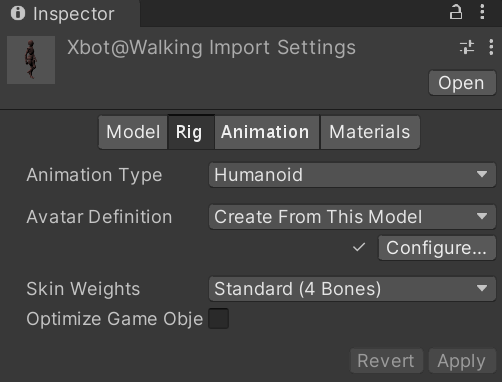 Inspector
Xbot@Walking Import Settings
Open
Model Rig Animation Materials
Animation Type Humanoid
Avatar Definition Create From This Model
Configure...
Skin Weights Standard (4 Bones)
Optimize Game Obje
Revert Apply